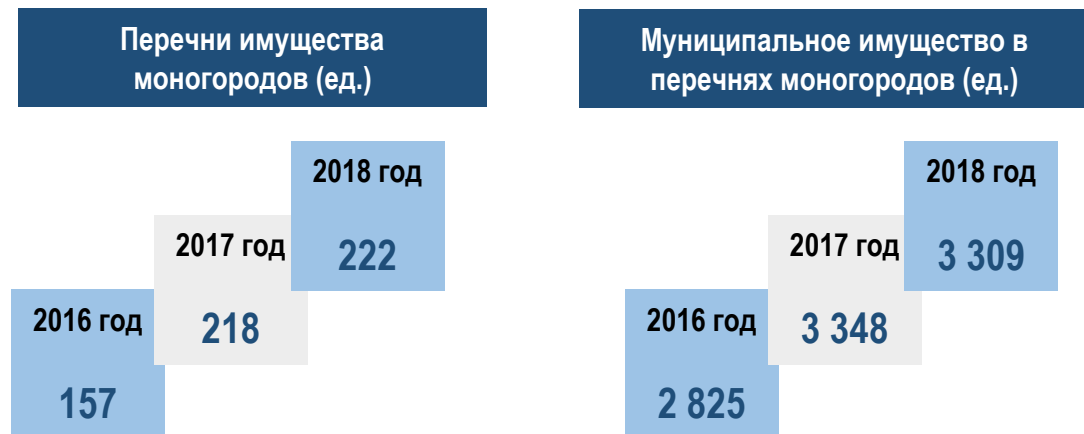 Перечни имущества
моногородов (ед.)
2018 год
222
2017 год
218
2016 год
157
Муниципальное имущество в
перечнях моногородов (ед.)
2018 год
3 309
2017 год
3 348
2016 год
2 825